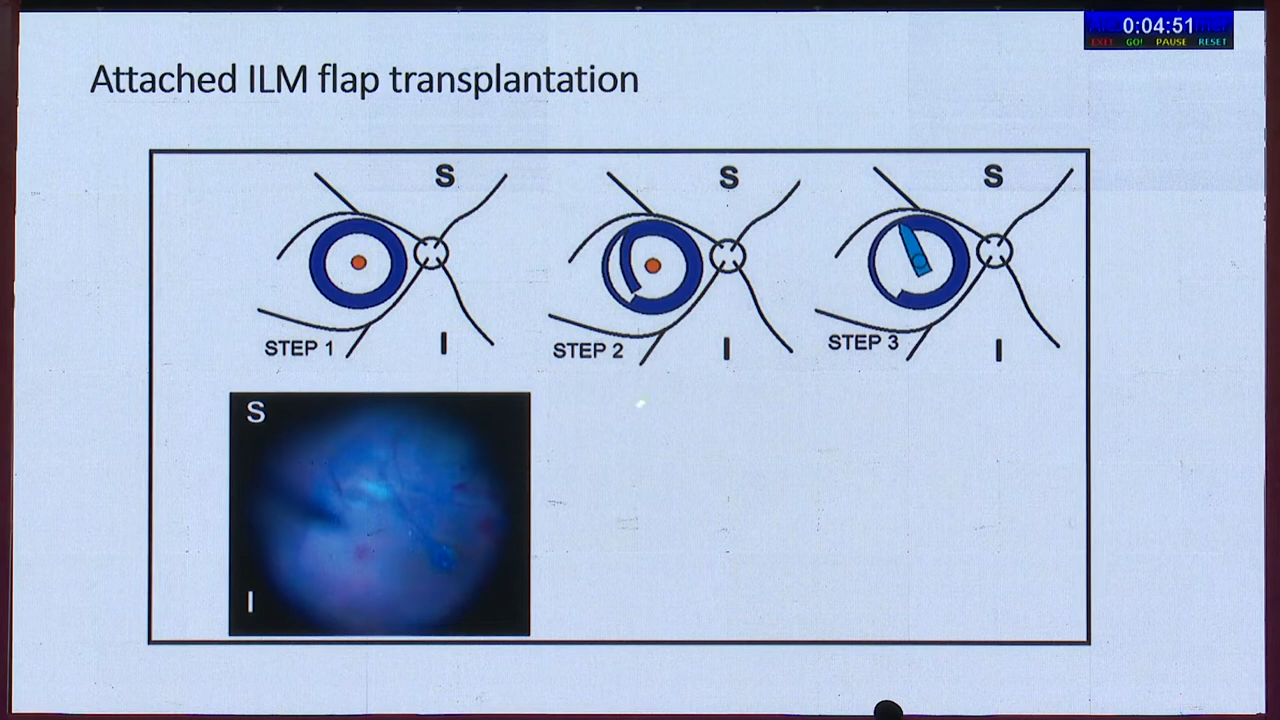 0:04:51
EXIT GO! PAUSE RESET
Attached ILM flap transplantation
S
S
S
STEP 1
I
STEP 2
I
STEP 3
I
S
I